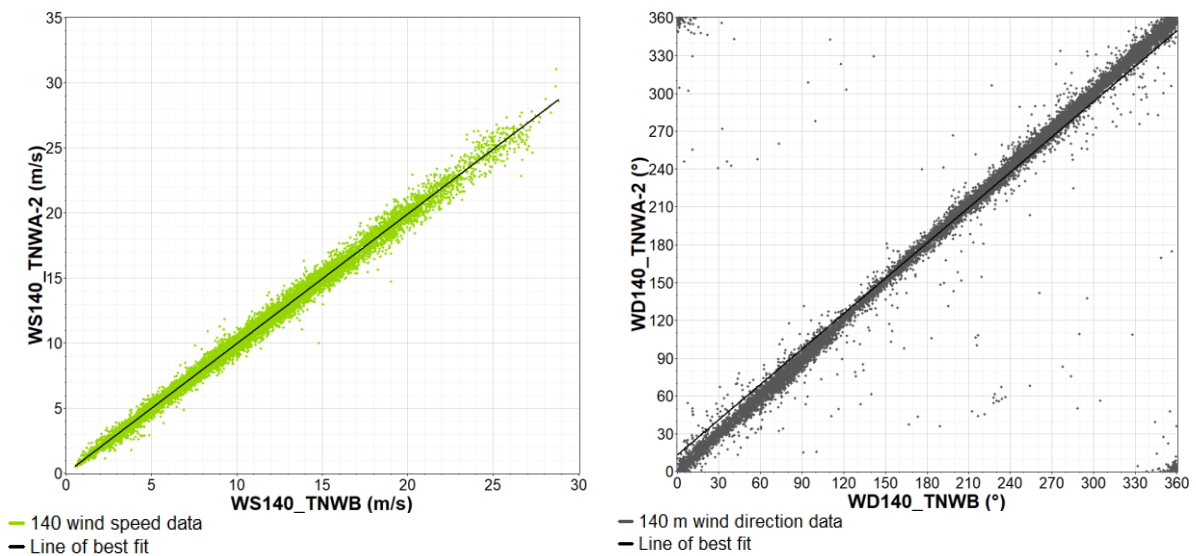 35
30
25
20
15
10
5
0
WS140_TNWA-2 (m/s)
0 5 10 15 20 25 30
WS140_TNWB (m/s)
140 wind speed data
Line of best fit
360
330
300
270
240
210
180
150
120
90
60
30
0
WD140_TNWA-2 (°)
0 30 60 90 120 150 180 210 240 270 300 330 360
WD140_TNWB (°)
140 m wind direction data
Line of best fit